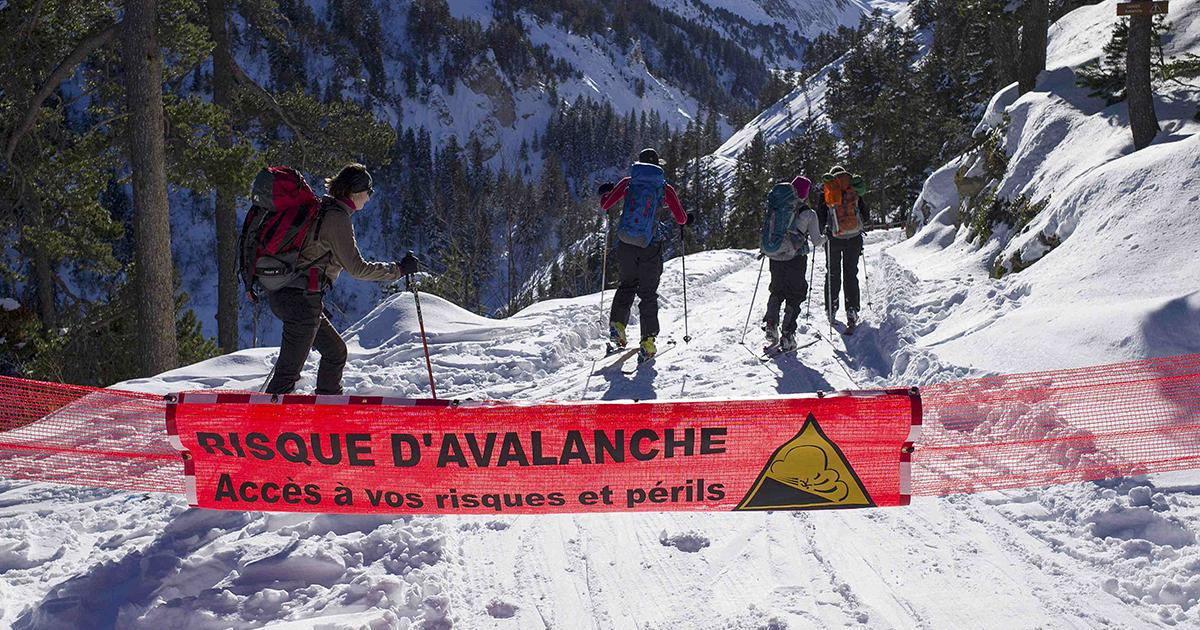 RISQUE D'AVALANCHE
Accès à vos risques et périls